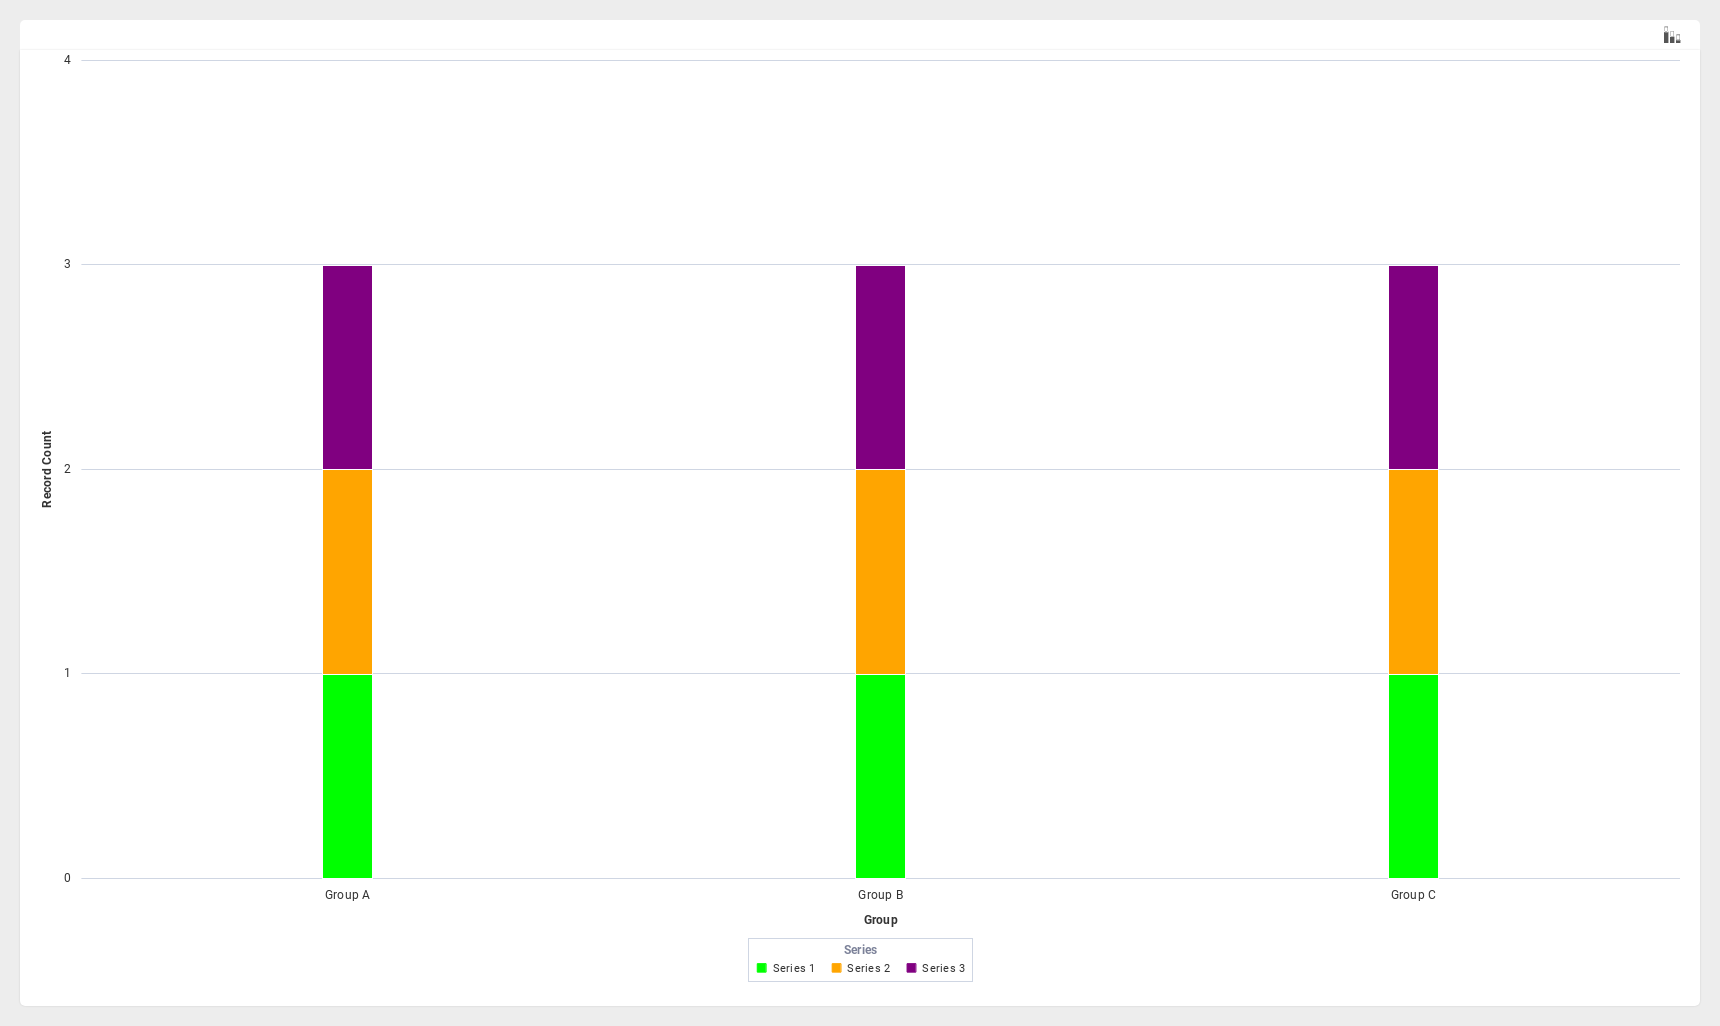 4
3
2
1
0
Record Count
Group A
Group B
Group C
Group
Series
Series 1
Series 2
Series 3